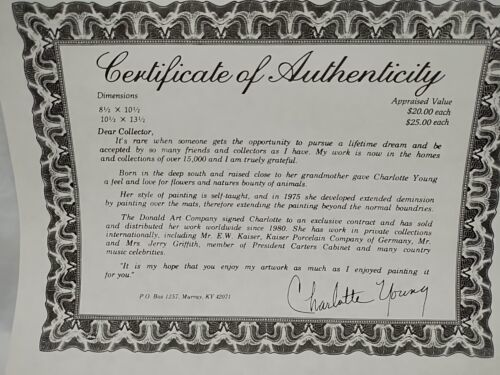 Certificate of Authenticity
Dimensions
8½ × 10½
10½ × 13½
Appraised Value
$20.00 each
$25.00 each
Dear Collector,
It's rare when someone gets the opportunity to pursue a lifetime dream and be
accepted by so many friends and collectors as I have. My work is now in the homes
and collections of over 15,000 and I am truly grateful.
Born in the deep south and raised close to her grandmother gave Charlotte Young
a feel and love for flowers and natures bounty of animals.
Her style of painting is self-taught, and in 1975 she developed extended deminsion
by painting over the mats, therefore extending the painting beyond the normal boundries.
The Donald Art Company signed Charlotte to an exclusive contract and has sold
and distributed her work worldwide since 1980. She has work in private collections
internationally, including Mr. E.W. Kaiser, Kaiser Porcelain Company of Germany, Mr.
and Mrs. Jerry Griffith, member of President Carters Cabinet and many country
music celebrities.
"It is my hope that you enjoy my artwork as much as I enjoyed painting it
for you."
P.O. Box 1257, Murray, KY 42071
Charlotte Young